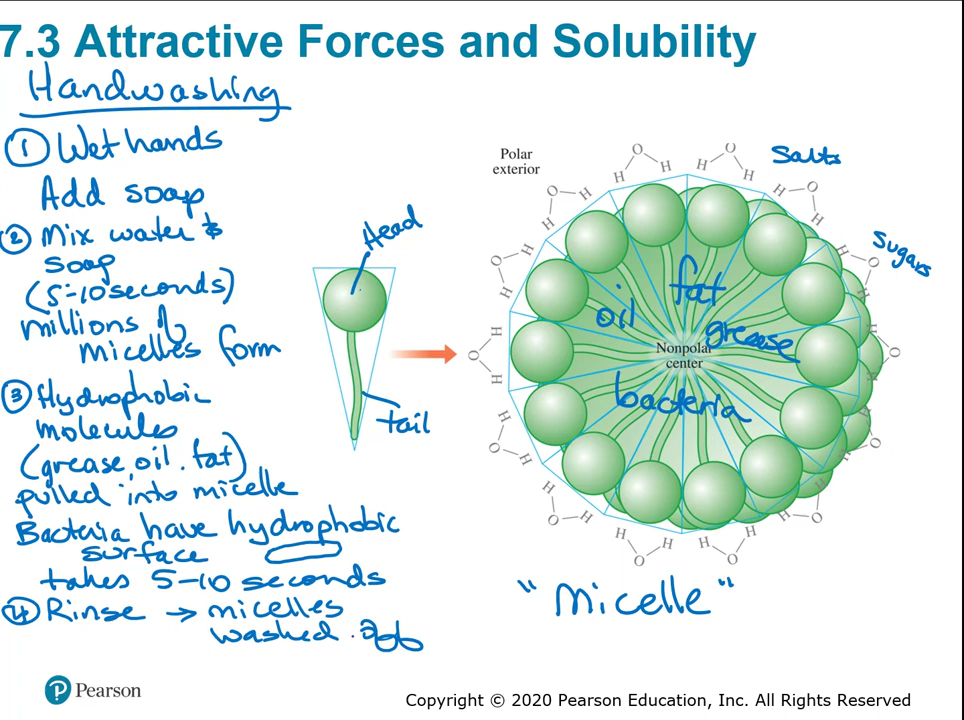 7.3 Attractive Forces and Solubility
Handwashing
① Wet hands
Add soap
② Mix water &
soap
(5-10 seconds)
millions of
micelles form
③ Hydrophobic
molecules
(grease, oil, fat)
pulled into micelle
Bacteria have hydrophobic
surface
takes 5-10 seconds
④ Rinse → micelles
washed off
Head
tail
Polar
exterior
Salts
Sugars
oil
fat
grease
Nonpolar
center
bacteria
H
O
H
H
O
H
H
O
H
H
O
H
H
O
H
H
O
H
H
O
H
H
O
H
H
O
H
H
O
H
H
O
H
H
O
H
H
O
H
H
O
"Micelle"
P Pearson
Copyright © 2020 Pearson Education, Inc. All Rights Reserved